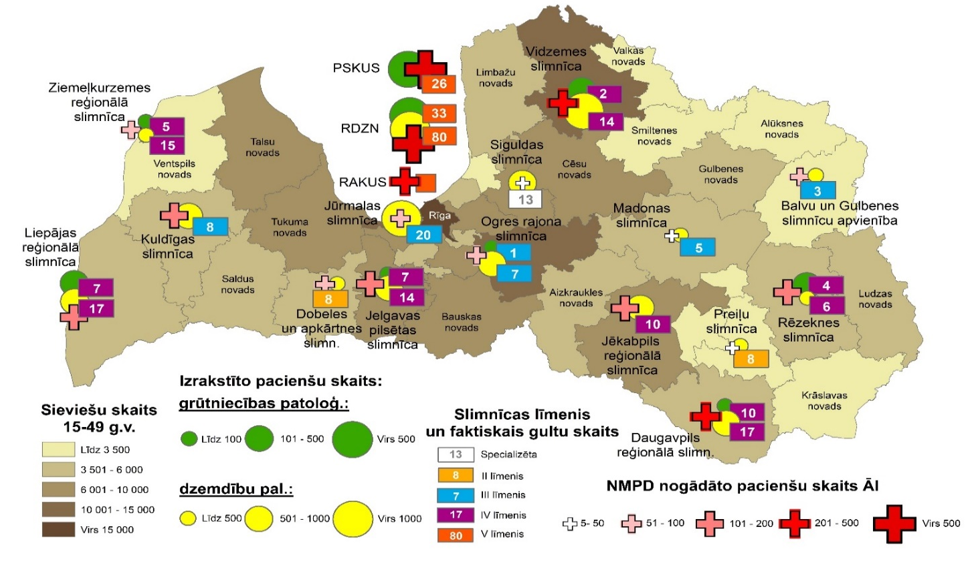 PSKUS
26
33
RDZN
80
RAKUS
Vidzemes
slimnīca
2
14
Valkas
novads
Limbažu
novads
Smiltenes
Alūksnes
novads
Ziemeļkurzemes
reģionālā
slimnīca
5
15
Ventspils
novads
Talsu
novads
Siguldas
slimnīca
13
Cēsu
novads
Gulbenes
novads
3
Balvu un Gulbenes
slimnīcu apvienība
Jūrmalas
slimnīca
20
Rīga
Ogres rajona
slimnīca
1
7
Madonas
slimnīca
5
Kuldīgas
slimnīca
8
Tukuma
novads
Liepājas
reģionālā
slimnīca
7
17
Saldus
novads
8
Dobeles
un apkārtnes
slimn.
7
14
Jelgavas
pilsētas
slimnīca
Bauskas
novads
Aizkraukles
novads
10
Jēkabpils
reģionālā
slimnīca
Preiļu
slimnīca
8
4
6
Rēzeknes
slimnīca
Ludzas
novads
Krāslavas
novads
10
17
Daugavpils
reģionālā slimn.
Sieviešu skaits
15-49 g.v.
Līdz 3 500
3 501 - 6 000
6 001 - 10 000
10 001 - 15 000
Virs 15 000
Izrakstīto pacienšu skaits:
grūtniecības patoloģ.:
Līdz 100
101 - 500
Virs 500
dzemdību pal.:
Līdz 500
501 - 1000
Virs 1000
Slimnīcas līmenis
un faktiskais gultu skaits
13 Specializēta
8 II līmenis
7 III līmenis
17 IV līmenis
80 V līmenis
NMPD nogādāto pacienšu skaits ĀI
5- 50
51 - 100
101 - 200
201 - 500
Virs 500